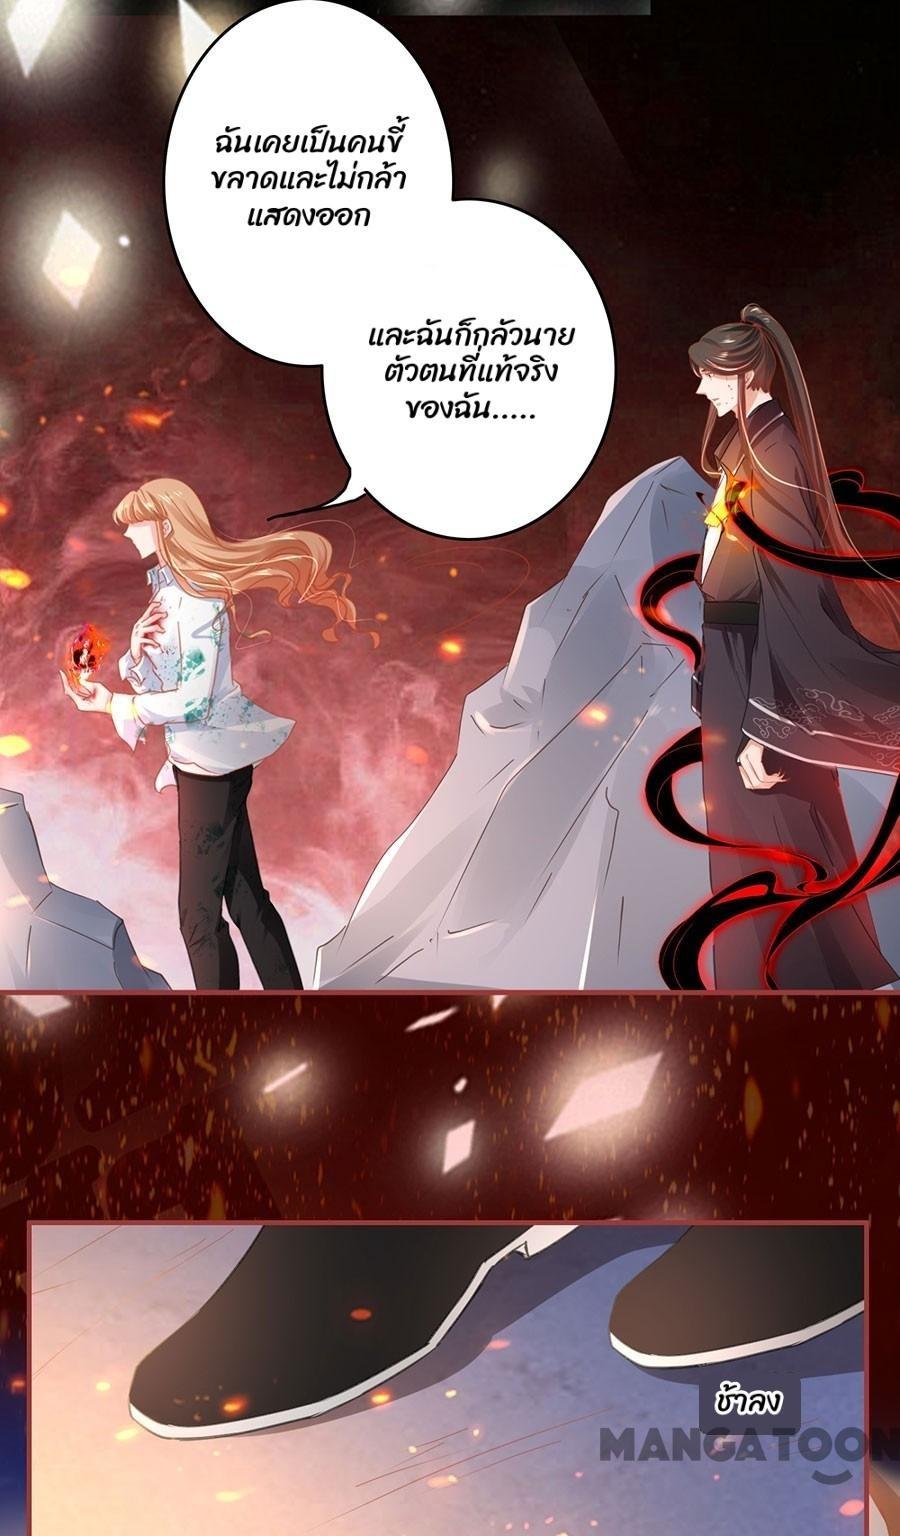 ฉันเคยเป็นคนขี้
ขลาดและไม่กล้า
แสดงออก
และฉันก็กลัวนาย
ตัวตนที่แท้จริง
ของฉัน.....
ช้าลง
MANGATOON